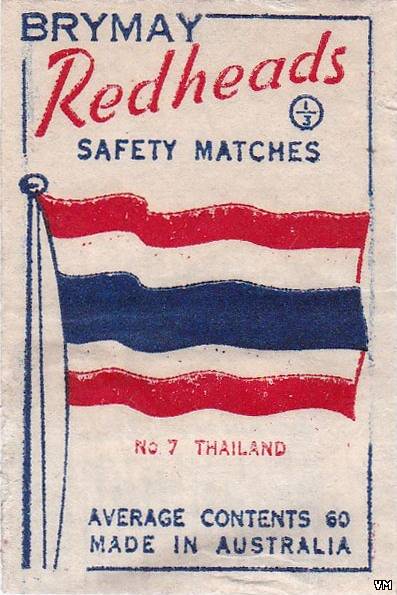 BRYMAY
Redheads
1/3
SAFETY MATCHES
No 7 THAILAND
AVERAGE CONTENTS 60
MADE IN AUSTRALIA
VM